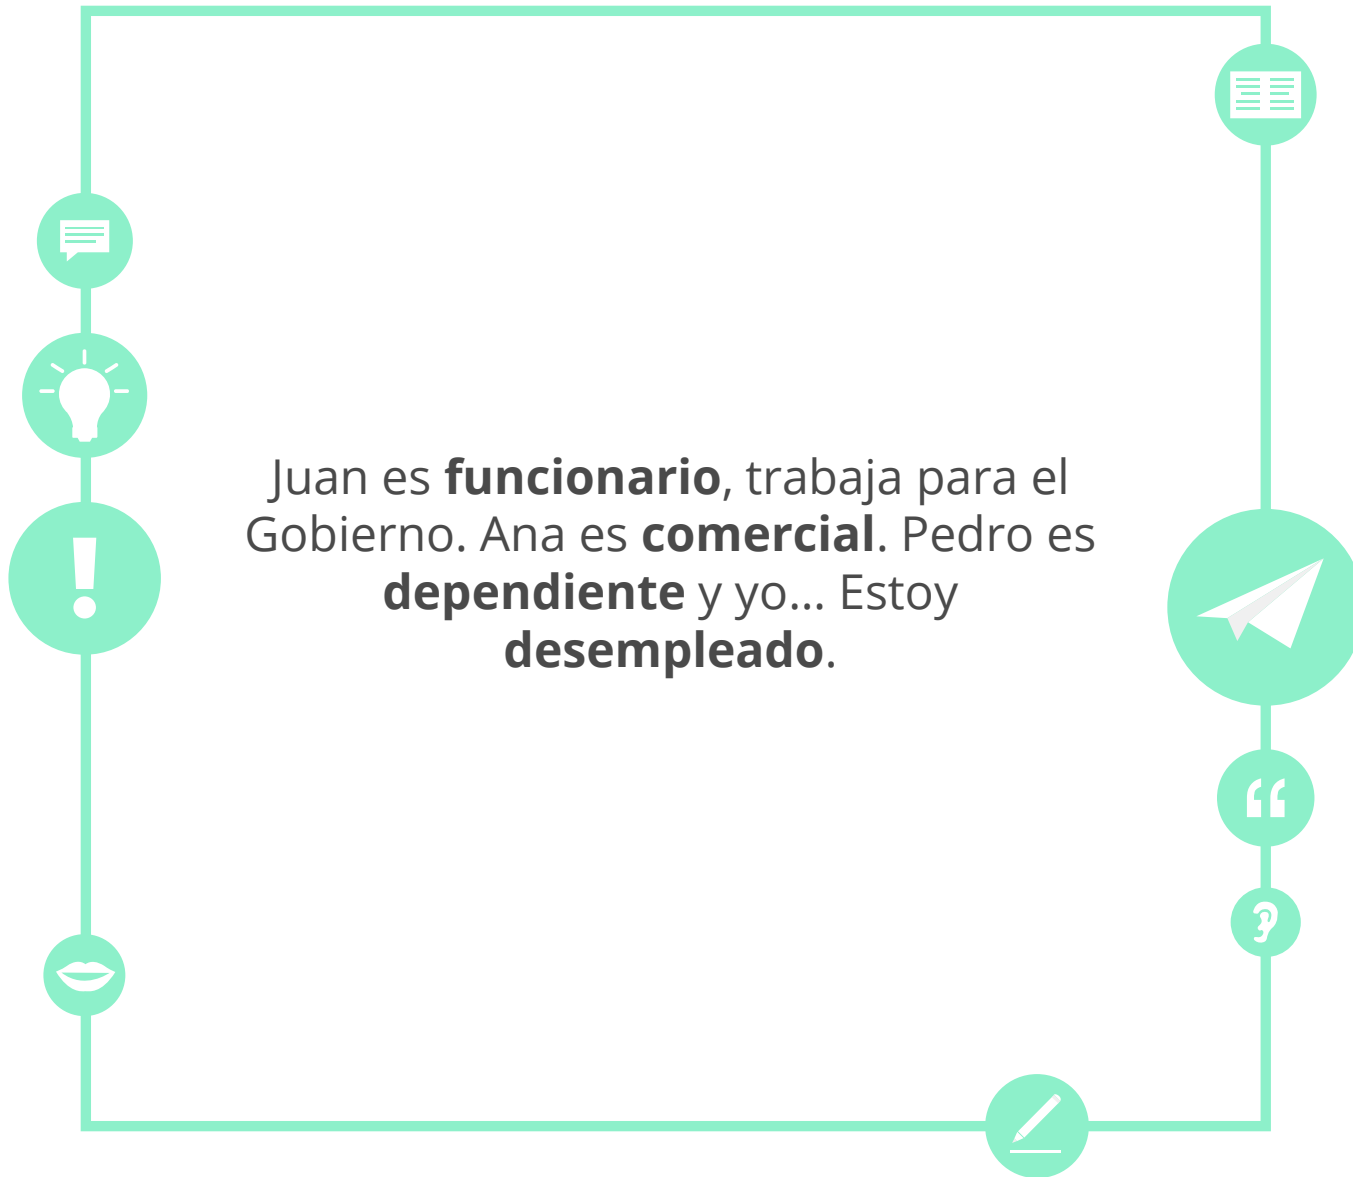 Juan es funcionario, trabaja para el
Gobierno. Ana es comercial. Pedro es
dependiente y yo... Estoy
desempleado.